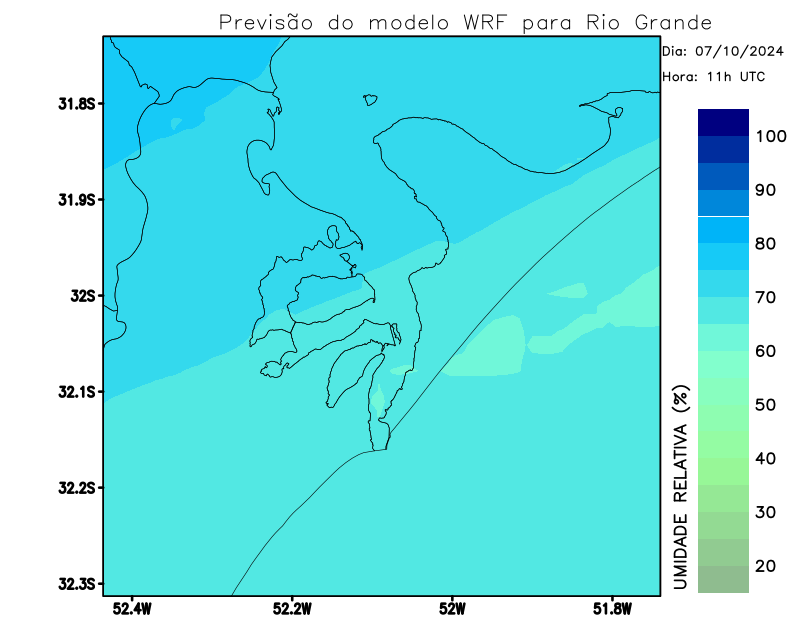 Previsão do modelo WRF para Rio Grande
Dia: 07/10/2024
Hora: 11h UTC
31.8S
31.9S
32S
32.1S
32.2S
32.3S
52.4W
52.2W
52W
51.8W
100
90
80
70
60
50
40
30
20
UMIDADE RELATIVA (%)